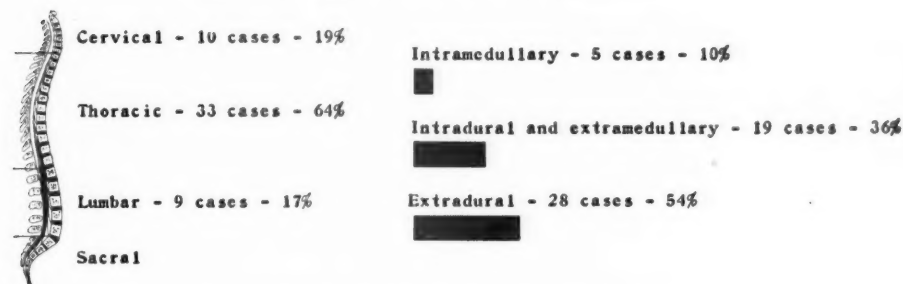 Cervical - 10 cases - 19%
Thoracic - 33 cases - 64%
Lumbar - 9 cases - 17%
Sacral
Intramedullary - 5 cases - 10%
Intradural and extramedullary - 19 cases - 36%
Extradural - 28 cases - 54%